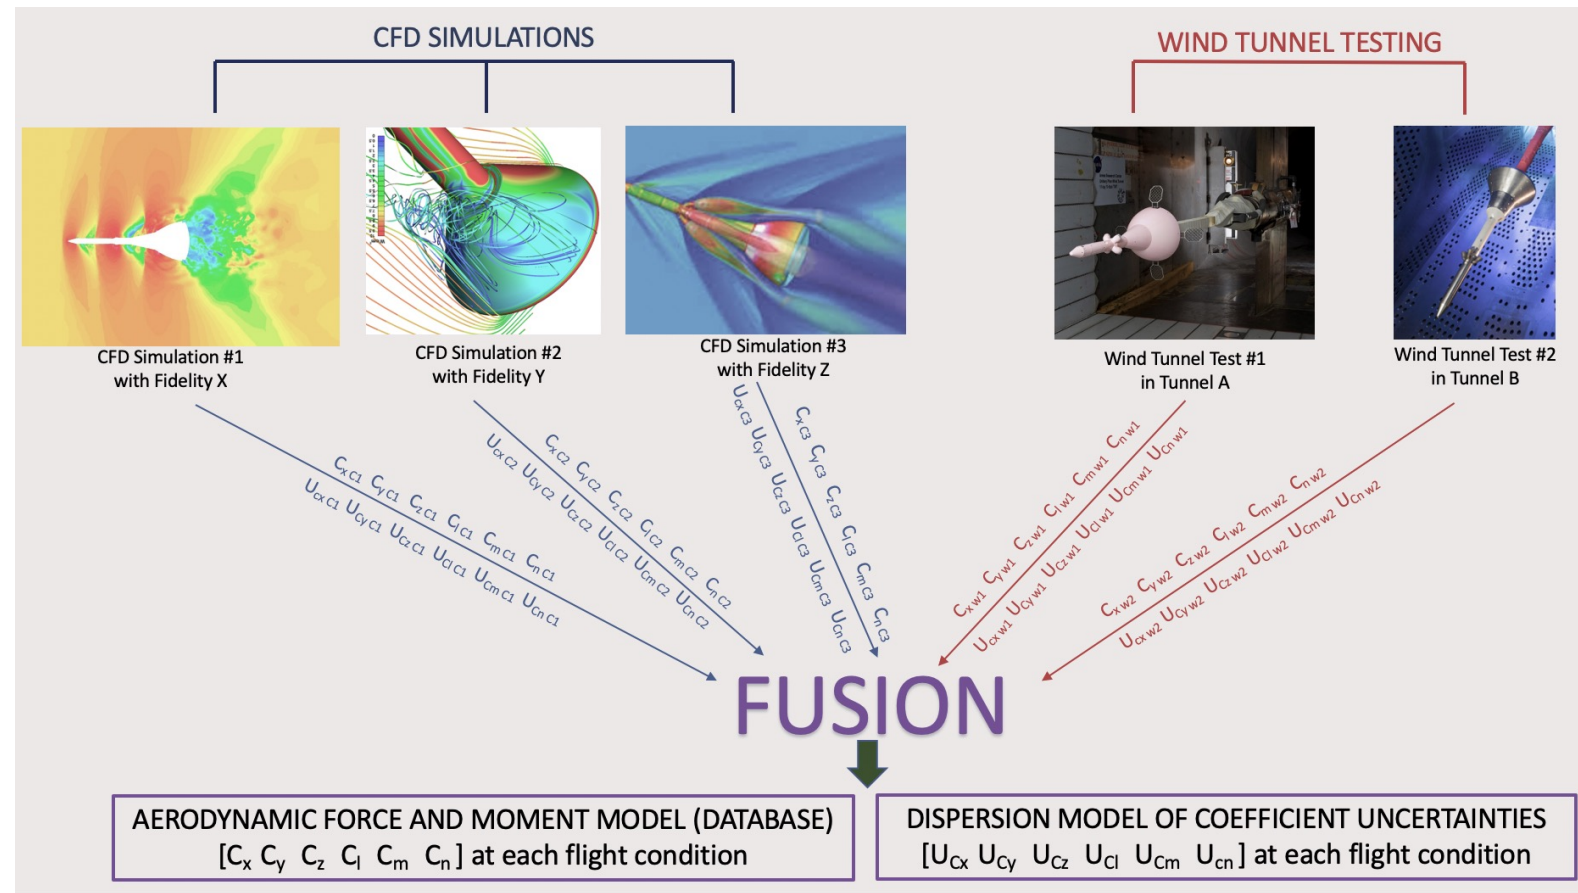 CFD SIMULATIONS
WIND TUNNEL TESTING
CFD Simulation #1
with Fidelity X
CFD Simulation #2
with Fidelity Y
CFD Simulation #3
with Fidelity Z
Wind Tunnel Test #1
in Tunnel A
Wind Tunnel Test #2
in Tunnel B
Cx C1 Cy C1 Cz C1 Cl C1 Cm C1 Cn C1
Ucx C1 UCy C1 UCz C1 UCl C1 UCm C1 UCn C1
Cx C2 Cy C2 Cz C2 Cl C2 Cm C2 Cn C2
Ucx C2 UCy C2 UCz C2 UCl C2 UCm C2 UCn C2
Cx C3 Cy C3 Cz C3 Cl C3 Cm C3 Cn C3
Ucx C3 UCy C3 UCz C3 UCl C3 UCm C3 UCn C3
Cx w1 Cy w1 Cz w1 Cl w1 Cm w1 Cn w1
Ucx w1 UCy w1 UCz w1 UCl w1 UCm w1 UCn w1
Cx w2 Cy w2 Cz w2 Cl w2 Cm w2 Cn w2
Ucx w2 UCy w2 UCz w2 UCl w2 UCm w2 UCn w2
FUSION
AERODYNAMIC FORCE AND MOMENT MODEL (DATABASE)
[Cx Cy Cz Cl Cm Cn] at each flight condition
DISPERSION MODEL OF COEFFICIENT UNCERTAINTIES
[UCx UCy UCz UCl UCm Ucn] at each flight condition